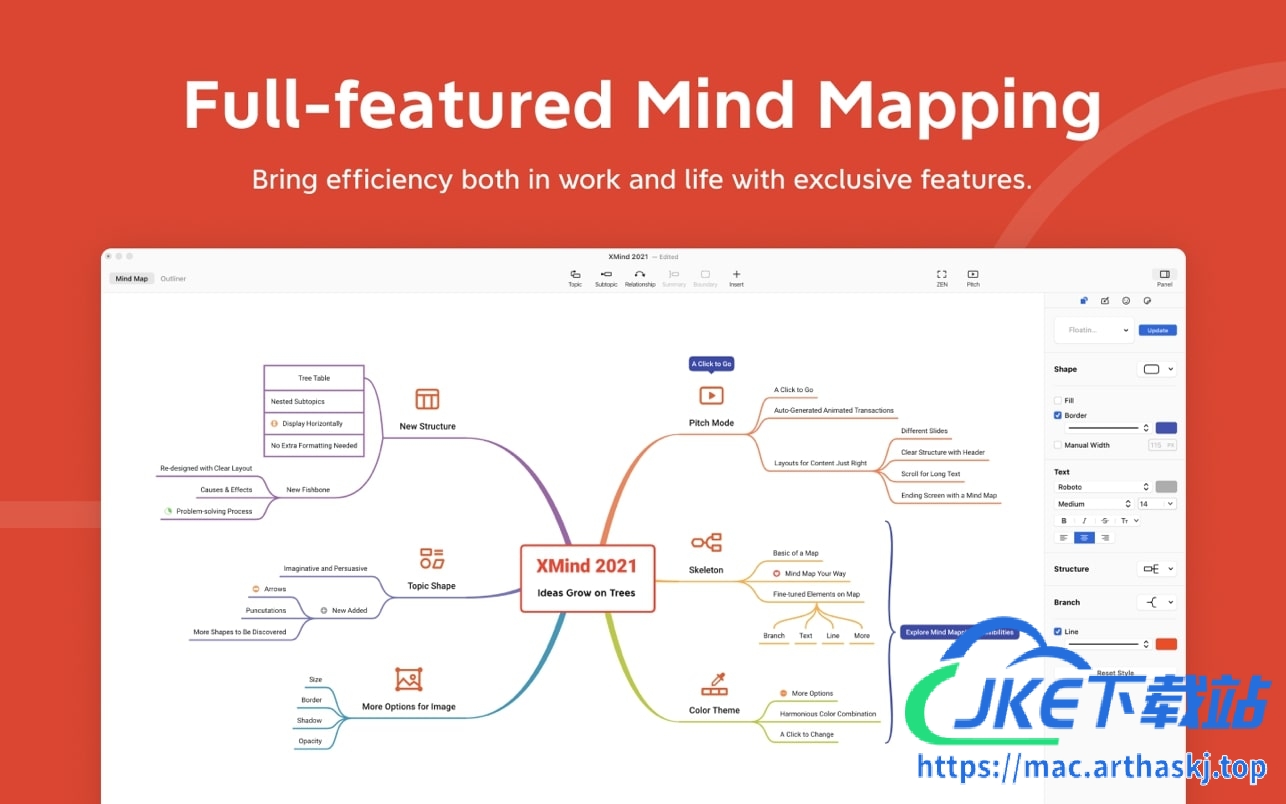 Full-featured Mind Mapping
Bring efficiency both in work and life with exclusive features.
XMind 2021 — Edited
Mind Map
Outliner
Topic
Subtopic
Relationship
Summary
Boundary
Insert
ZEN
Pitch
Panel
Tree Table
Nested Subtopics
Display Horizontally
No Extra Formatting Needed
New Structure
Re-designed with Clear Layout
Causes & Effects
Problem-solving Process
New Fishbone
Imaginative and Persuasive
Topic Shape
Arrows
Puncutations
More Shapes to Be Discovered
New Added
Size
Border
Shadow
Opacity
More Options for Image
XMind 2021
Ideas Grow on Trees
A Click to Go
Pitch Mode
A Click to Go
Auto-Generated Animated Transactions
Layouts for Content Just Right
Different Slides
Clear Structure with Header
Scroll for Long Text
Ending Screen with a Mind Map
Skeleton
Basic of a Map
Mind Map Your Way
Fine-tuned Elements on Map
Branch
Text
Line
More
Color Theme
More Options
Harmonious Color Combination
A Click to Change
Explore Mind Mapp
Floatin...
Update
Shape
Fill
Border
Manual Width
115 Px
Text
Roboto
Medium
14
B I S Tт
Structure
Branch
Line
Reset Style
JKE下载站
https://mac.arthaskj.top